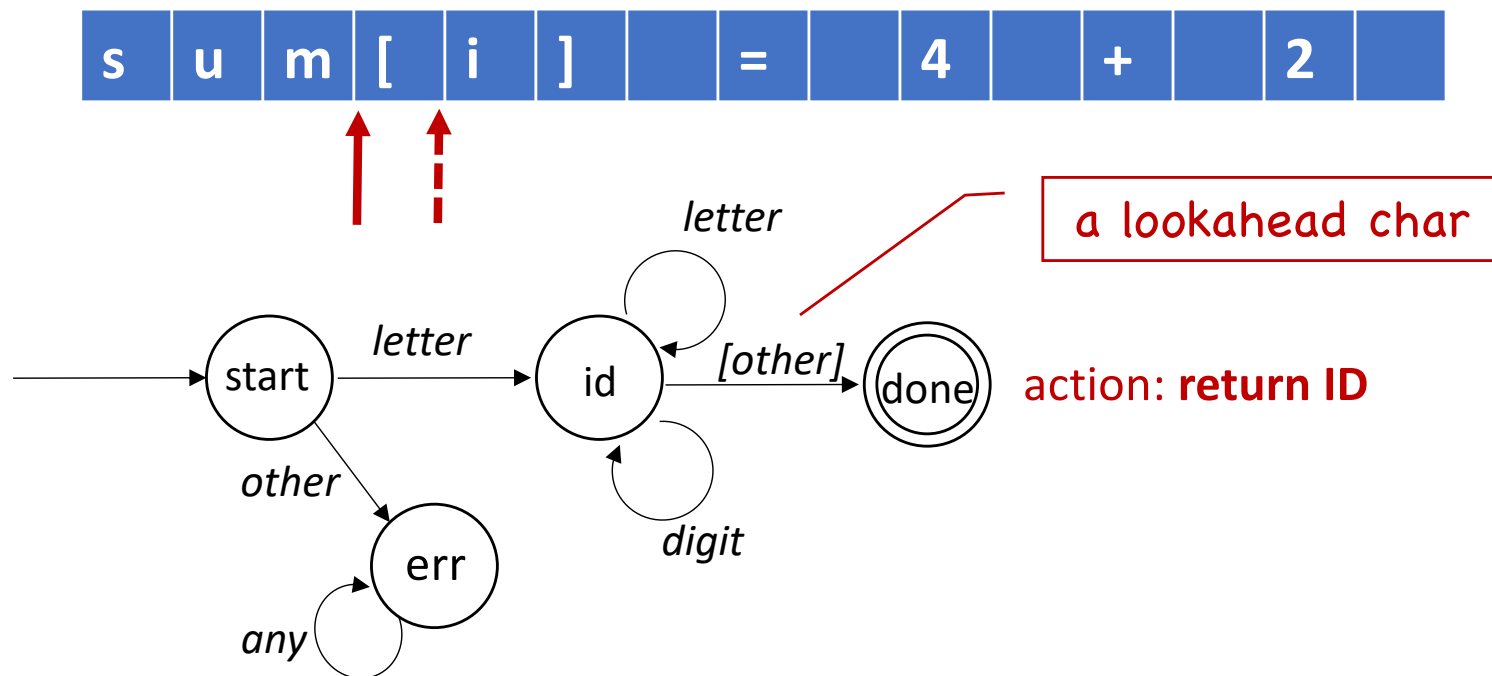 s u m [ i ] = 4 + 2
a lookahead char
letter
letter
[other]
start
id
done
action: return ID
other
digit
err
any